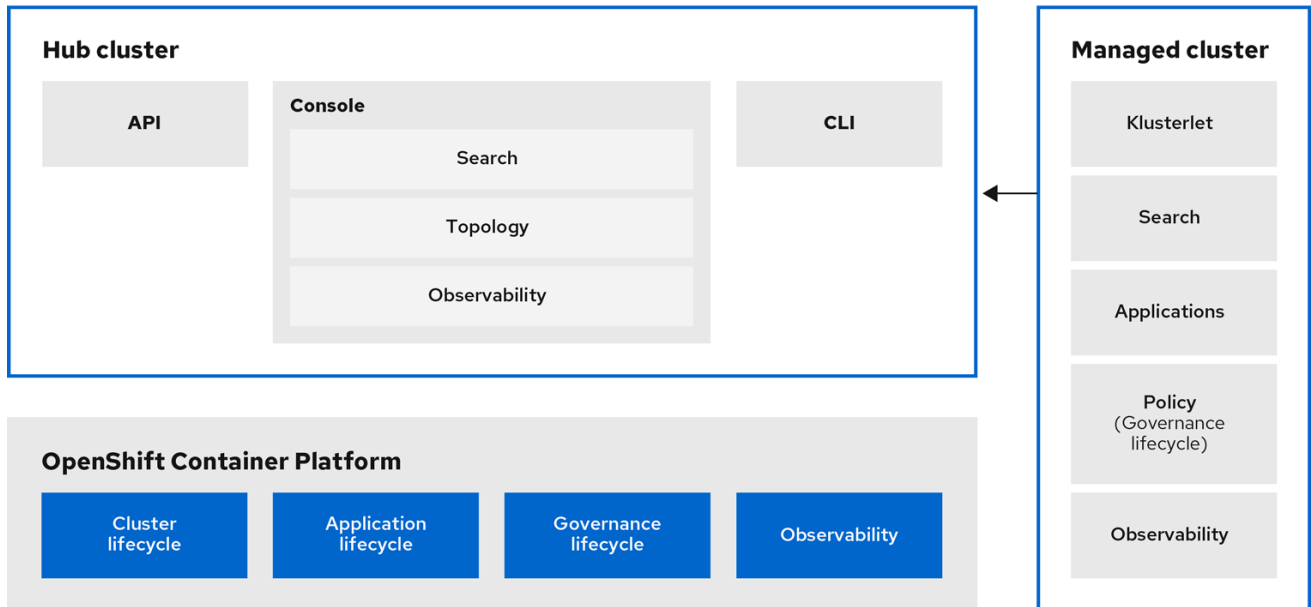 Hub cluster
API
Console
Search
Topology
Observability
CLI
Managed cluster
Klusterlet
Search
Applications
Policy
(Governance
lifecycle)
Observability
OpenShift Container Platform
Cluster
lifecycle
Application
lifecycle
Governance
lifecycle
Observability